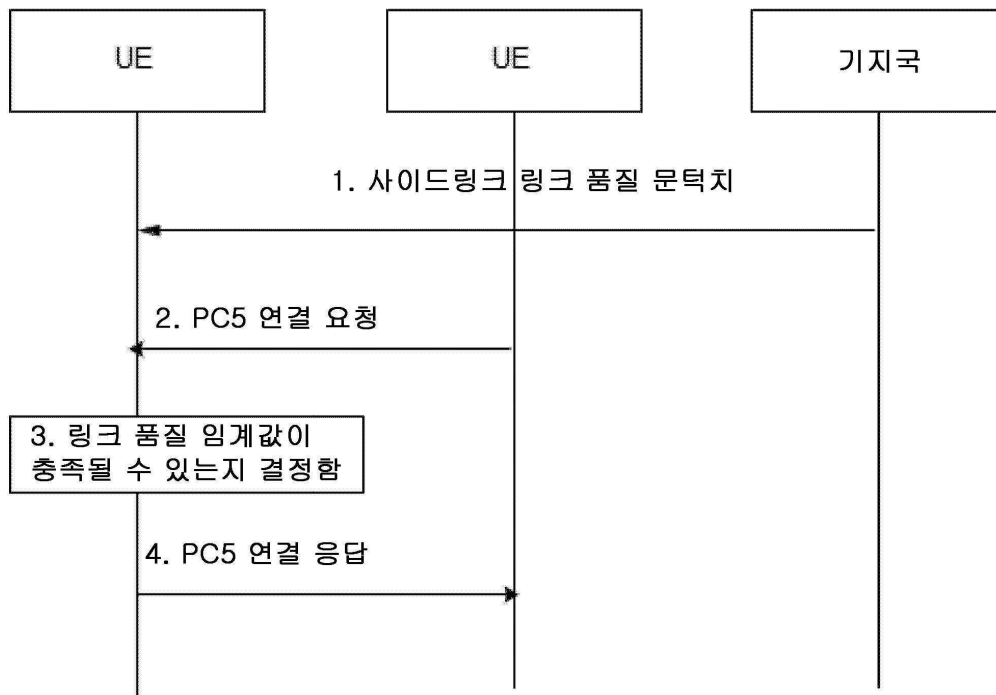 UE
UE
기지국
1. 사이드링크 링크 품질 문턱치
2. PC5 연결 요청
3. 링크 품질 임계값이
충족될 수 있는지 결정함
4. PC5 연결 응답